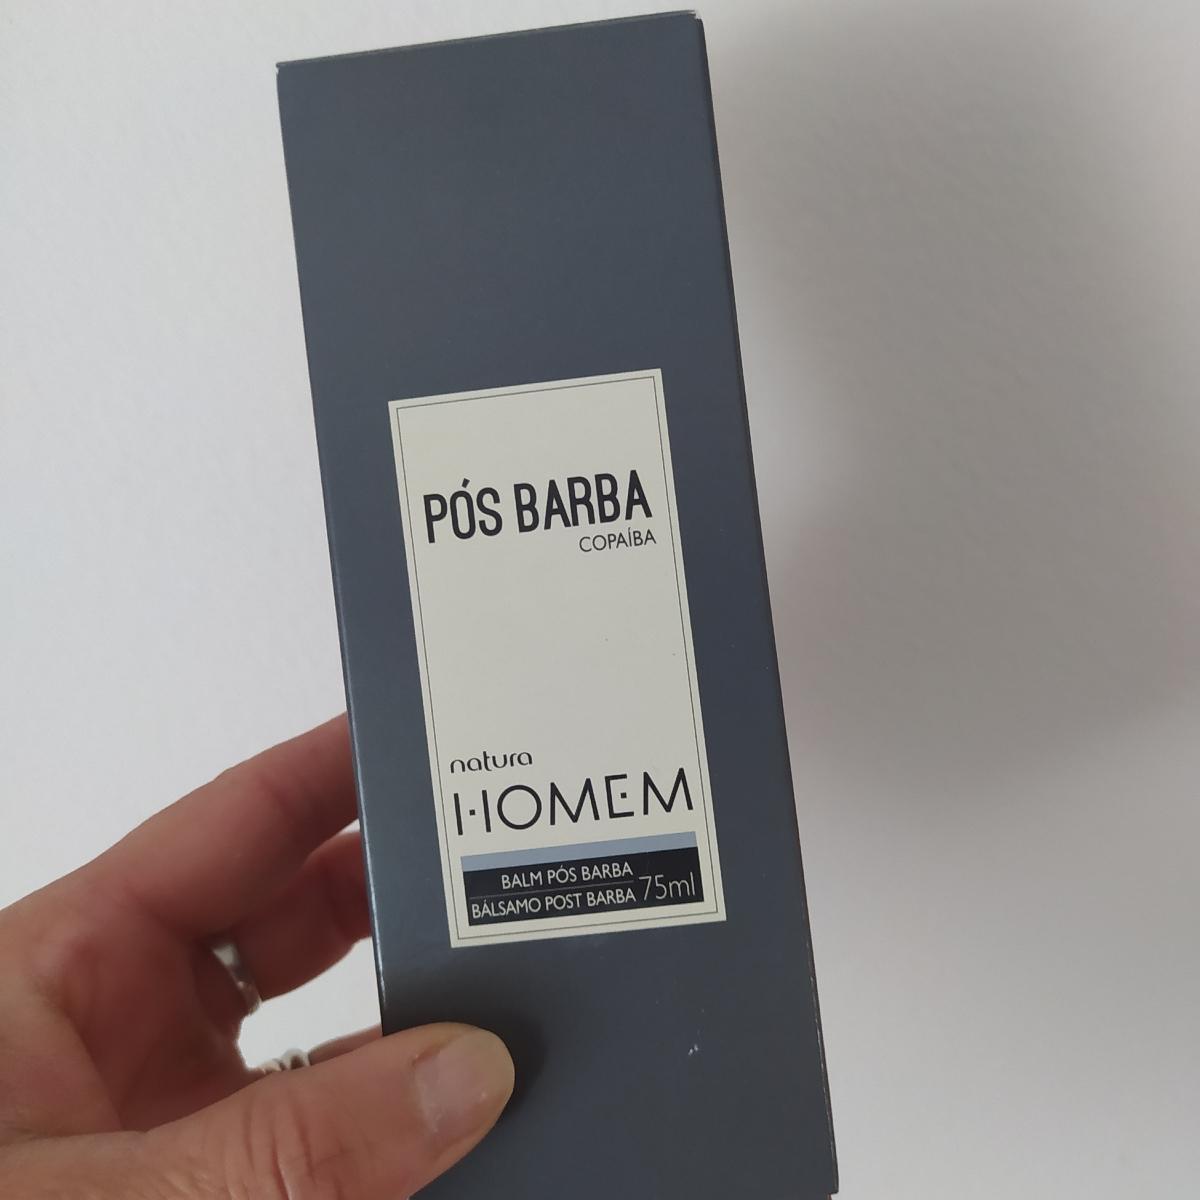 PÓS BARBA
COPAÍBA
natura
HOMEM
BALM PÓS BARBA
BÁLSAMO POST BARBA 75ml